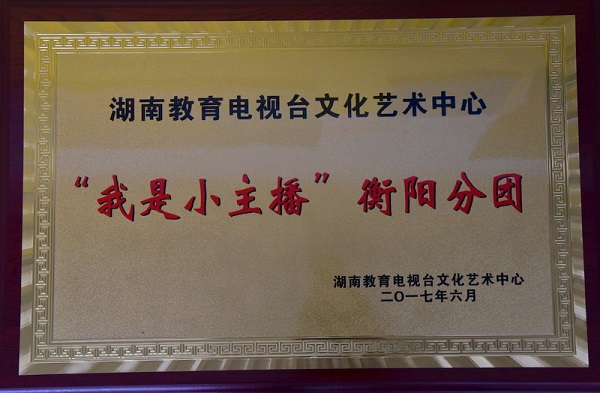 湖南教育电视台文化艺术中心
“我是小主播”衡阳分团
湖南教育电视台文化艺术中心
二〇一七年六月